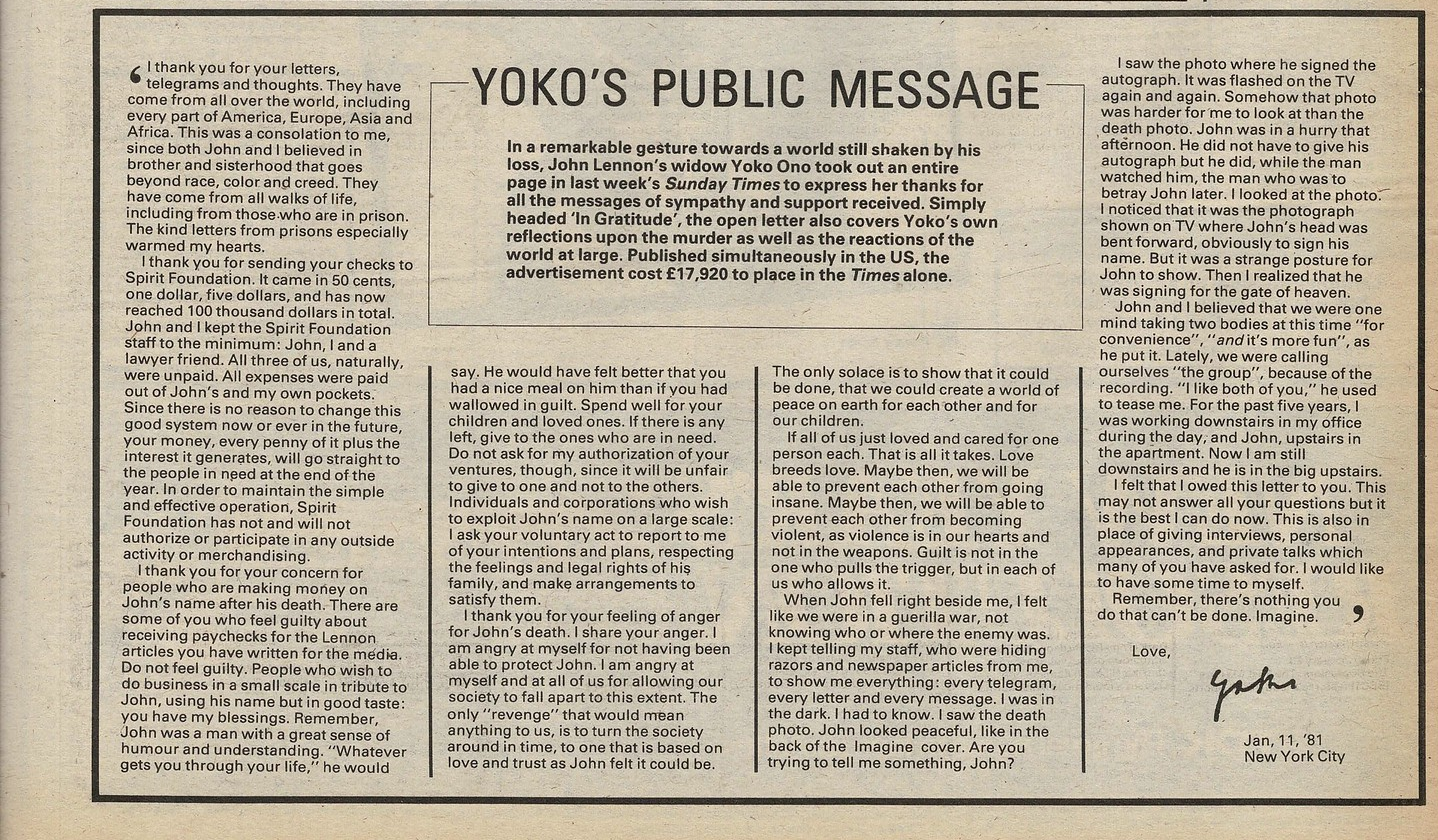 YOKO'S PUBLIC MESSAGE
In a remarkable gesture towards a world still shaken by his
loss, John Lennon's widow Yoko Ono took out an entire
page in last week's Sunday Times to express her thanks for
all the messages of sympathy and support received. Simply
headed 'In Gratitude', the open letter also covers Yoko's own
reflections upon the murder as well as the reactions of the
world at large. Published simultaneously in the US, the
advertisement cost £17,920 to place in the Times alone.
‘I thank you for your letters,
telegrams and thoughts. They have
come from all over the world, including
every part of America, Europe, Asia and
Africa. This was a consolation to me,
since both John and I believed in
brother and sisterhood that goes
beyond race, color and creed. They
have come from all walks of life,
including from those who are in prison.
The kind letters from prisons especially
warmed my hearts.
I thank you for sending your checks to
Spirit Foundation. It came in 50 cents,
one dollar, five dollars, and has now
reached 100 thousand dollars in total.
John and I kept the Spirit Foundation
staff to the minimum: John, I and a
lawyer friend. All three of us, naturally,
were unpaid. All expenses were paid
out of John's and my own pockets.
Since there is no reason to change this
good system now or ever in the future,
your money, every penny of it plus the
interest it generates, will go straight to
the people in need at the end of the
year. In order to maintain the simple
and effective operation, Spirit
Foundation has not and will not
authorize or participate in any outside
activity or merchandising.
I thank you for your concern for
people who are making money on
John's name after his death. There are
some of you who feel guilty about
receiving paychecks for the Lennon
articles you have written for the media.
Do not feel guilty. People who wish to
do business in a small scale in tribute to
John, using his name but in good taste:
you have my blessings. Remember,
John was a man with a great sense of
humour and understanding. "Whatever
gets you through your life," he would
say. He would have felt better that you
had a nice meal on him than if you had
wallowed in guilt. Spend well for your
children and loved ones. If there is any
left, give to the ones who are in need.
Do not ask for my authorization of your
ventures, though, since it will be unfair
to give to one and not to the others.
Individuals and corporations who wish
to exploit John's name on a large scale:
I ask your voluntary act to report to me
of your intentions and plans, respecting
the feelings and legal rights of his
family, and make arrangements to
satisfy them.
I thank you for your feeling of anger
for John's death. I share your anger. I
am angry at myself for not having been
able to protect John. I am angry at
myself and at all of us for allowing our
society to fall apart to this extent. The
only "revenge" that would mean
anything to us, is to turn the society
around in time, to one that is based on
love and trust as John felt it could be.
The only solace is to show that it could
be done, that we could create a world of
peace on earth for each other and for
our children.
If all of us just loved and cared for one
person each. That is all it takes. Love
breeds love. Maybe then, we will be
able to prevent each other from going
insane. Maybe then, we will be able to
prevent each other from becoming
violent, as violence is in our hearts and
not in the weapons. Guilt is not in the
one who pulls the trigger, but in each of
us who allows it.
When John fell right beside me, I felt
like we were in a guerilla war, not
knowing who or where the enemy was.
I kept telling my staff, who were hiding
razors and newspaper articles from me,
to show me everything: every telegram,
every letter and every message. I was in
the dark. I had to know. I saw the death
photo. John looked peaceful, like in the
back of the Imagine cover. Are you
trying to tell me something, John?
I saw the photo where he signed the
autograph. It was flashed on the TV
again and again. Somehow that photo
was harder for me to look at than the
death photo. John was in a hurry that
afternoon. He did not have to give his
autograph but he did, while the man
watched him, the man who was to
betray John later. I looked at the photo.
I noticed that it was the photograph
shown on TV where John's head was
bent forward, obviously to sign his
name. But it was a strange posture for
John to show. Then I realized that he
was signing for the gate of heaven.
John and I believed that we were one
mind taking two bodies at this time "for
convenience", "and it's more fun", as
he put it. Lately, we were calling
ourselves "the group", because of the
recording. "I like both of you," he used
to tease me. For the past five years, I
was working downstairs in my office
during the day, and John, upstairs in
the apartment. Now I am still
downstairs and he is in the big upstairs.
I felt that I owed this letter to you. This
may not answer all your questions but it
is the best I can do now. This is also in
place of giving interviews, personal
appearances, and private talks which
many of you have asked for. I would like
to have some time to myself.
Remember, there's nothing you
do that can't be done. Imagine.’
Love,
Yoko
Jan, 11, '81
New York City